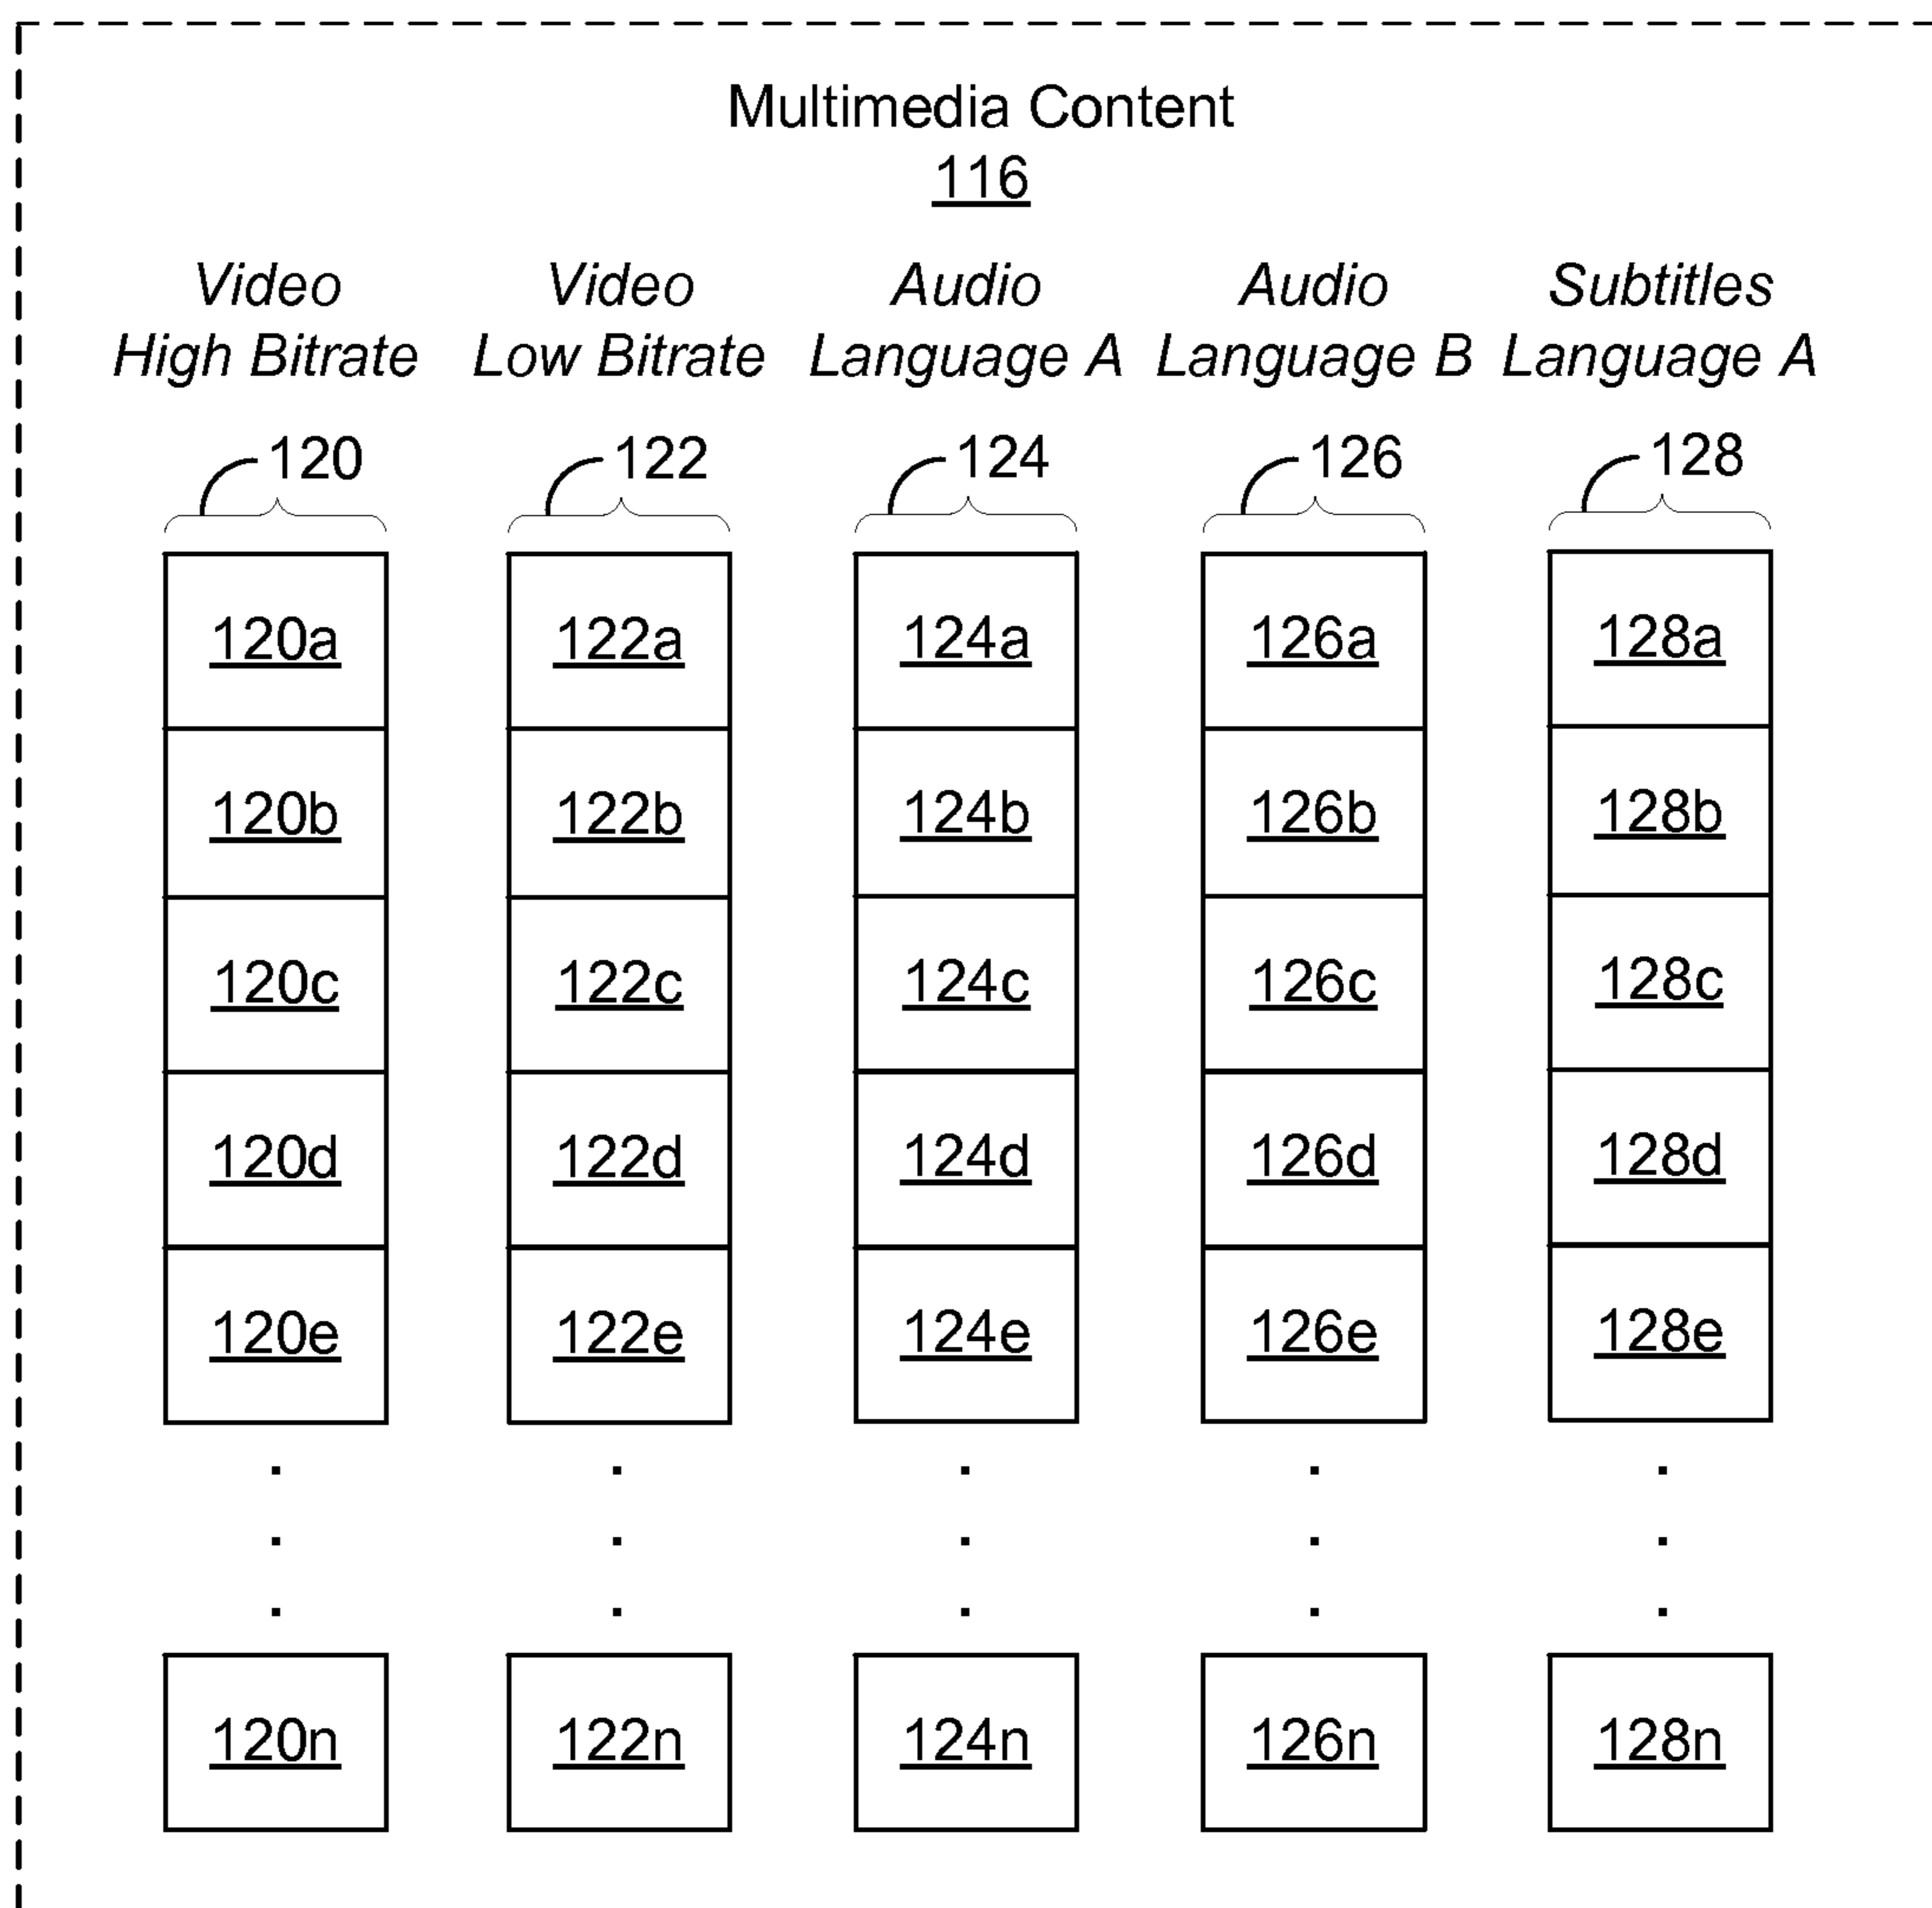 Multimedia Content
116
Video Video Audio Audio Subtitles
High Bitrate Low Bitrate Language A Language B Language A
120 122 124 126 128
120a 122a 124a 126a 128a
120b 122b 124b 126b 128b
120c 122c 124c 126c 128c
120d 122d 124d 126d 128d
120e 122e 124e 126e 128e
120n 122n 124n 126n 128n